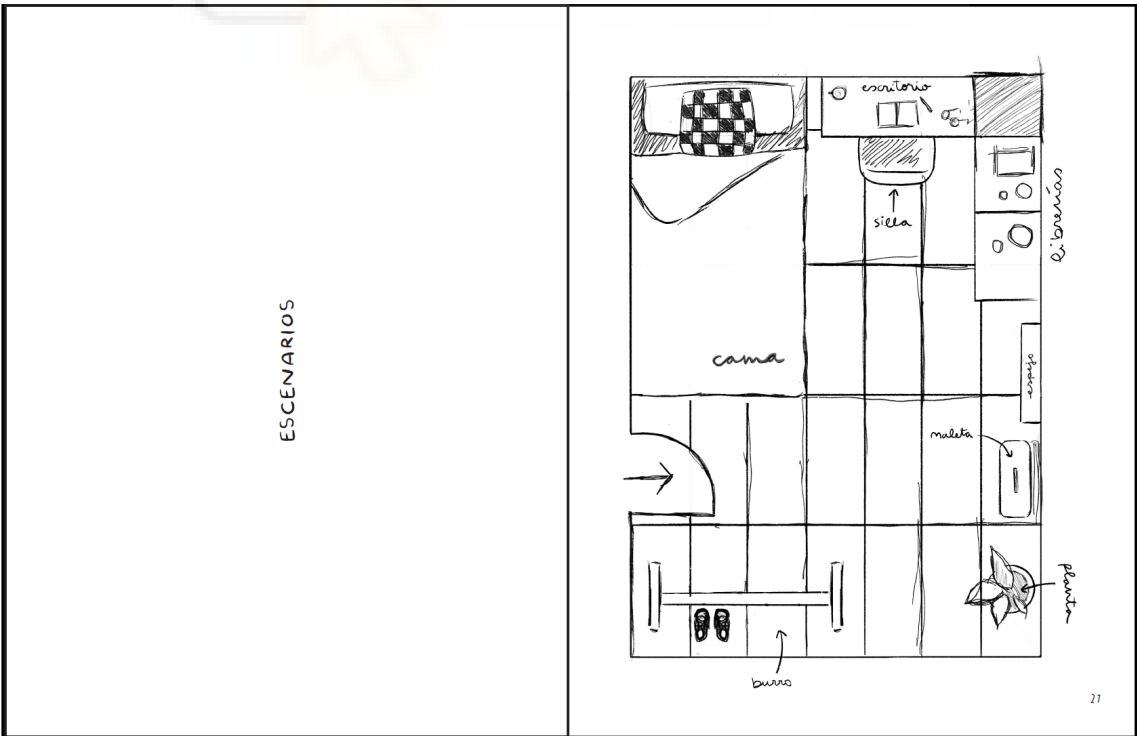 ESCENARIOS
escritorio
silla
librerías
cama
espejo
maleta
planta
burro
21